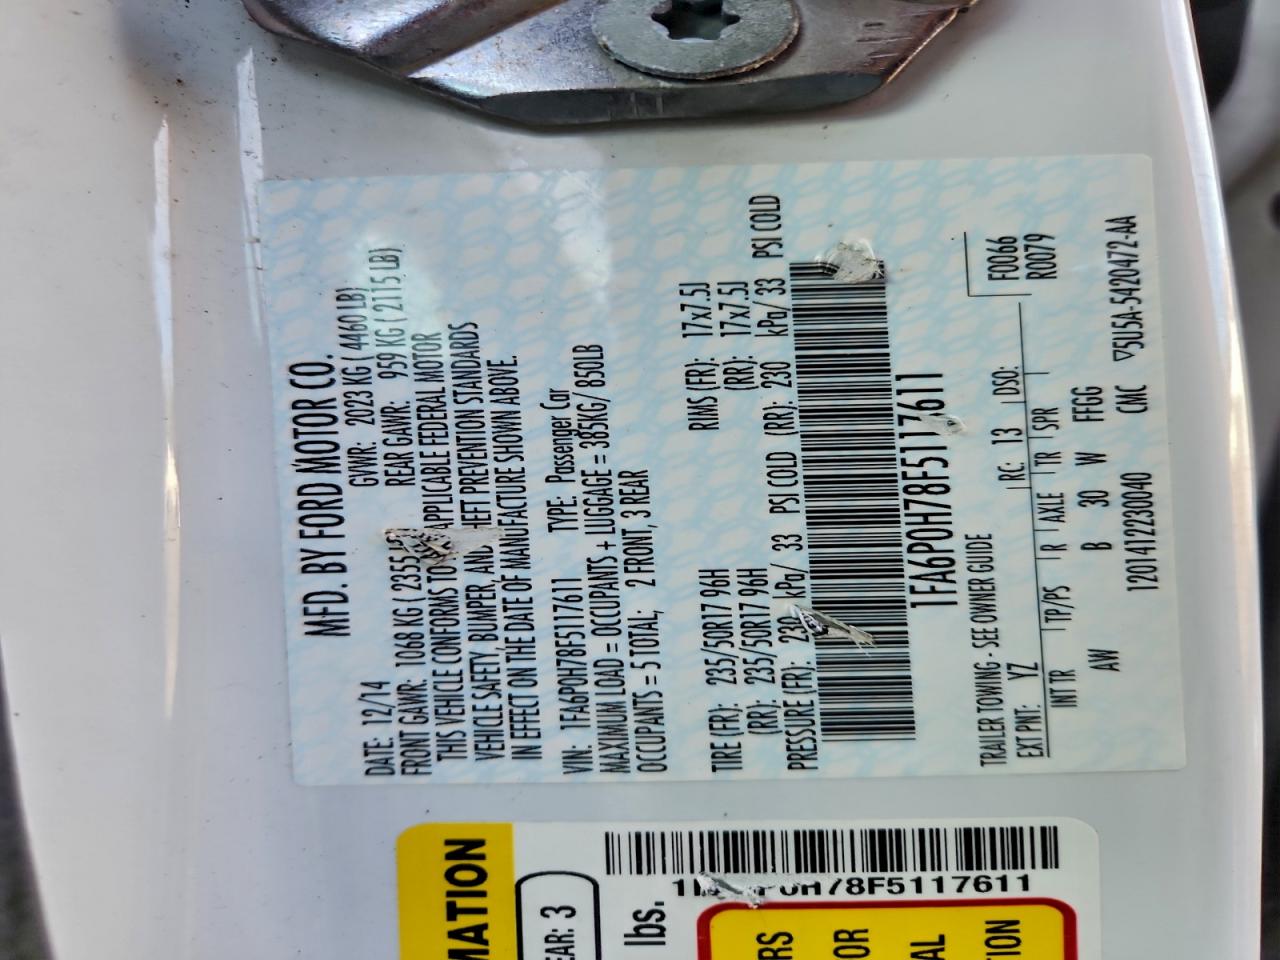 MFD. BY FORD MOTOR CO.
DATE: 12/14 GVWR: 2023 KG ( 4460 LB)
FRONT GAWR: 1068 KG ( 2355 REAR GAWR: 959 KG ( 2115 LB)
THIS VEHICLE CONFORMS TO APPLICABLE FEDERAL MOTOR
VEHICLE SAFETY, BUMPER, AND THEFT PREVENTION STANDARDS
IN EFFECT ON THE DATE OF MANUFACTURE SHOWN ABOVE.
VIN: 1FA6P0H78F5117611 TYPE: Passenger Car
MAXIMUM LOAD = OCCUPANTS + LUGGAGE = 385KG/ 850LB
OCCUPANTS = 5 TOTAL; 2 FRONT, 3 REAR
TIRE (FR): 235/50R17 96H RIMS (FR): 17x7.5J
(RR): 235/50R17 96H (RR): 17x7.5J
PRESSURE (FR): 230 kPa/ 33 PSI COLD (RR): 230 kPa/ 33 PSI COLD
1FA6P0H78F5117611
TRAILER TOWING - SEE OWNER GUIDE
F0066
EXT PNT: YZ RC: 13 DSO: R0079
INT TR TP/PS R AXLE TR SPR
AW B 30 W FFGG
1201412230040 CMC ▽5U5A-5420472-AA
MATION
EAR: 3
lbs.
P0H78F5117611
RS
OR
AL
TION